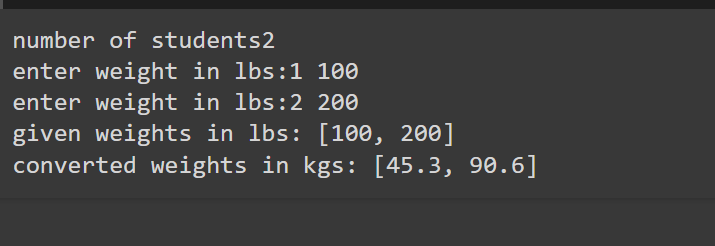 number of students2
enter weight in lbs:1 100
enter weight in lbs:2 200
given weights in lbs: [100, 200]
converted weights in kgs: [45.3, 90.6]